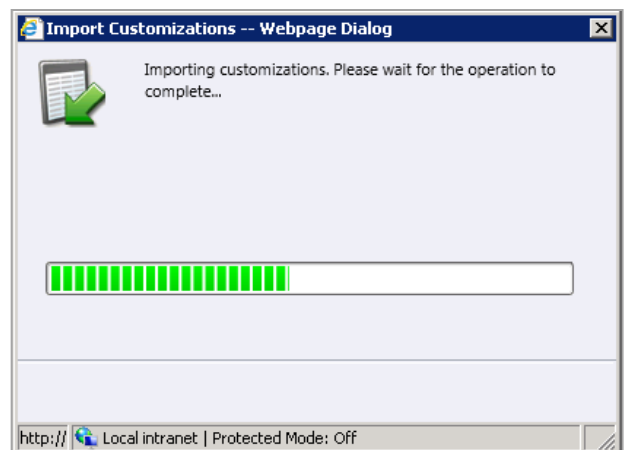 Import Customizations -- Webpage Dialog
Importing customizations. Please wait for the operation to
complete...
http:// Local intranet | Protected Mode: Off